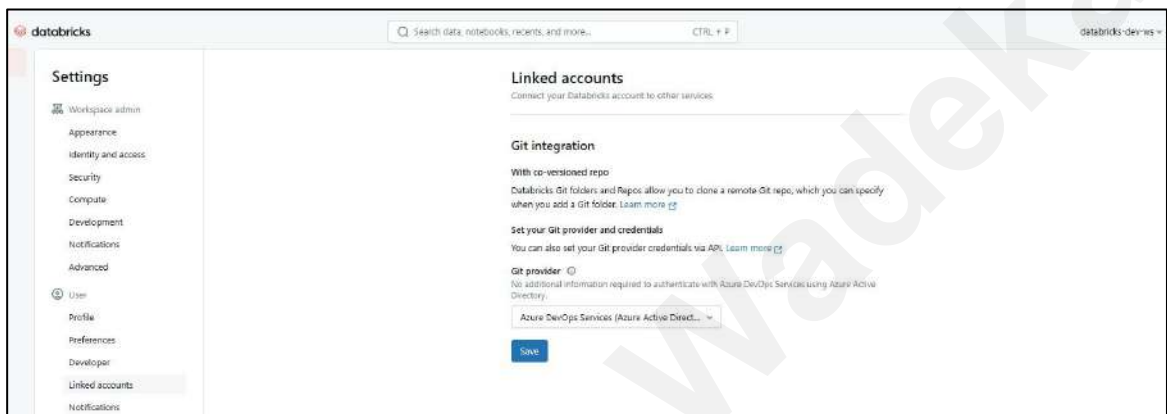 databricks
Search data, notebooks, recents, and more...
CTRL + P
databricks-dev-ws
Settings
Workspace admin
Appearance
Identity and access
Security
Compute
Development
Notifications
Advanced
User
Profile
Preferences
Developer
Linked accounts
Notifications
Linked accounts
Connect your Databricks account to other services
Git integration
With co-versioned repo
Databricks Git folders and Repos allow you to clone a remote Git repo, which you can specify
when you add a Git folder. Learn more
Set your Git provider and credentials
You can also set your Git provider credentials via API. Learn more
Git provider
No additional information required to authenticate with Azure DevOps Services using Azure Active
Directory.
Azure DevOps Services (Azure Active Direct...
Save